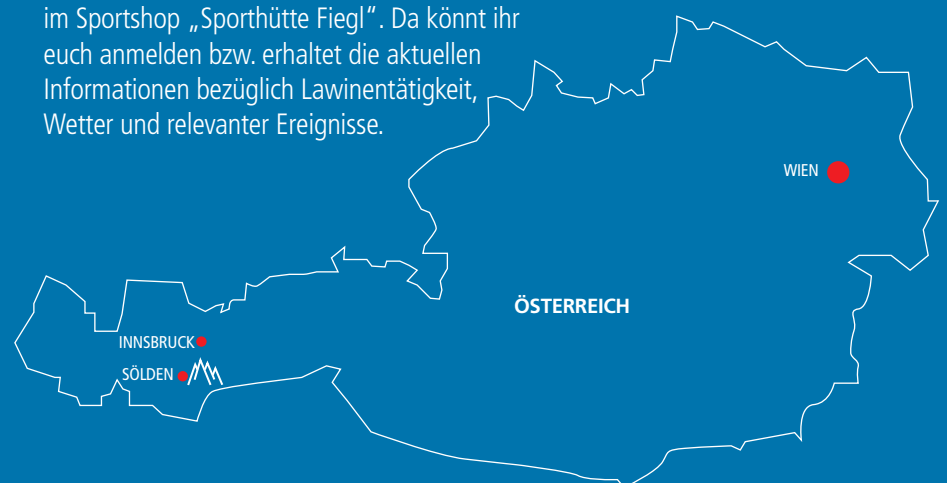 im Sportshop „Sporthütte Fiegl“. Da könnt ihr
euch anmelden bzw. erhaltet die aktuellen
Informationen bezüglich Lawinentätigkeit,
Wetter und relevanter Ereignisse.
WIEN
ÖSTERREICH
INNSBRUCK
SÖLDEN